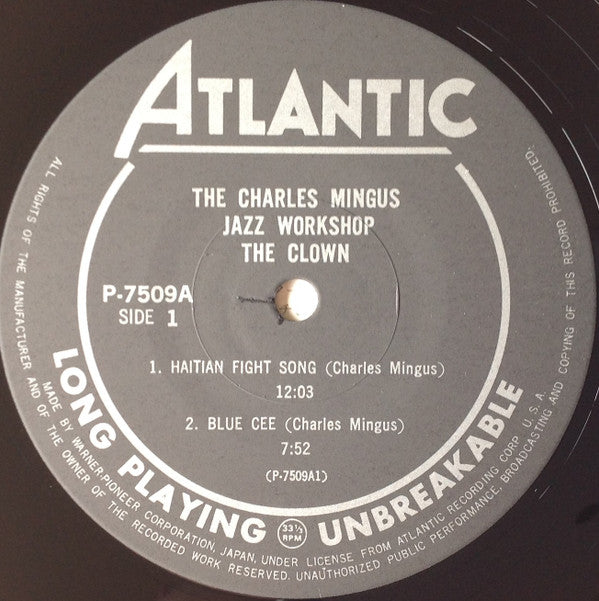 ATLANTIC
THE CHARLES MINGUS
JAZZ WORKSHOP
THE CLOWN
P-7509A
SIDE 1
1. HAITIAN FIGHT SONG (Charles Mingus)
12:03
2. BLUE CEE (Charles Mingus)
7:52
(P-7509A1)
LONG PLAYING 33⅓ RPM UNBREAKABLE
ALL RIGHTS OF THE MANUFACTURER AND OF THE OWNER OF THE RECORDED WORK RESERVED. UNAUTHORIZED PUBLIC PERFORMANCE, BROADCASTING AND COPYING OF THIS RECORD PROHIBITED.
MADE BY WARNER-PIONEER CORPORATION, JAPAN, UNDER LICENSE FROM ATLANTIC RECORDING CORP. U.S.A.